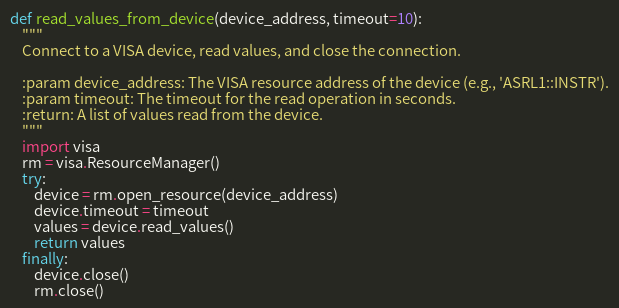 def read_values_from_device(device_address, timeout=10):
    """
    Connect to a VISA device, read values, and close the connection.

    :param device_address: The VISA resource address of the device (e.g., 'ASRL1::INSTR').
    :param timeout: The timeout for the read operation in seconds.
    :return: A list of values read from the device.
    """
    import visa
    rm = visa.ResourceManager()
    try:
        device = rm.open_resource(device_address)
        device.timeout = timeout
        values = device.read_values()
        return values
    finally:
        device.close()
        rm.close()